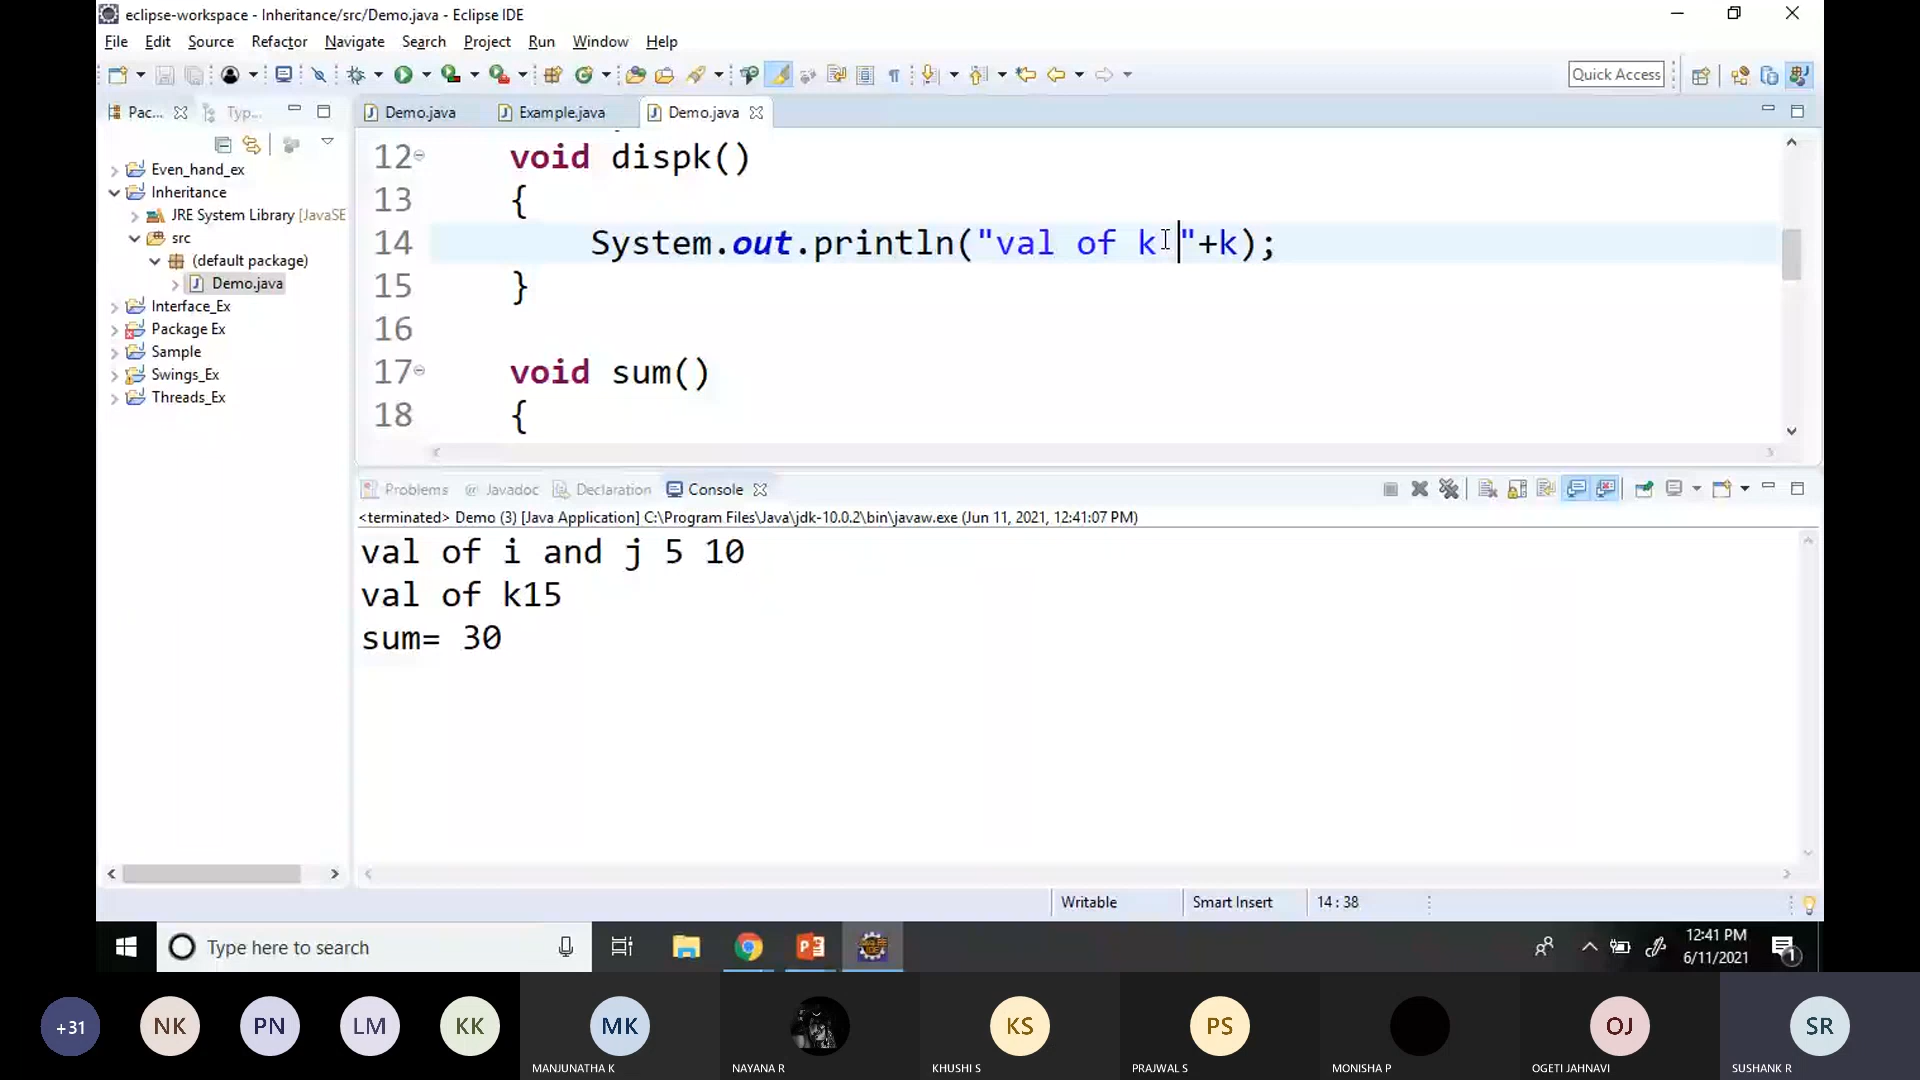 eclipse-workspace - Inheritance/src/Demo.java - Eclipse IDE
File Edit Source Refactor Navigate Search Project Run Window Help
Quick Access
Pac... Typ...
Demo.java Example.java Demo.java
Even_hand_ex
Inheritance
JRE System Library [JavaSE
src
(default package)
Demo.java
Interface_Ex
Package Ex
Sample
Swings_Ex
Threads_Ex
12 void dispk()
13 {
14 System.out.println("val of k "+k);
15 }
16
17 void sum()
18 {
Problems Javadoc Declaration Console
<terminated> Demo (3) [Java Application] C:\Program Files\Java\jdk-10.0.2\bin\javaw.exe (Jun 11, 2021, 12:41:07 PM)
val of i and j 5 10
val of k15
sum= 30
Writable Smart Insert 14 : 38
Type here to search
12:41 PM
6/11/2021
1
+31 NK PN LM KK MK KS PS OJ SR
MANJUNATHA K NAYANA R KHUSHI S PRAJWAL S MONISHA P OGETI JAHNAVI SUSHANK R